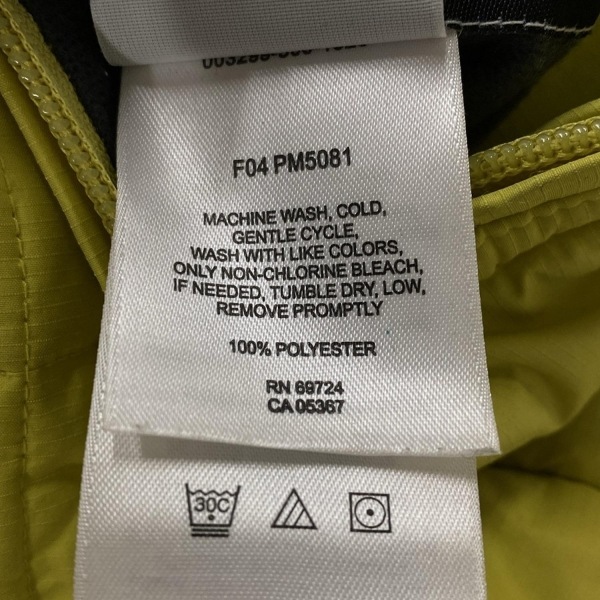 F04 PM5081
MACHINE WASH, COLD,
GENTLE CYCLE,
WASH WITH LIKE COLORS,
ONLY NON-CHLORINE BLEACH,
IF NEEDED, TUMBLE DRY, LOW,
REMOVE PROMPTLY
100% POLYESTER
RN 69724
CA 05367
30C